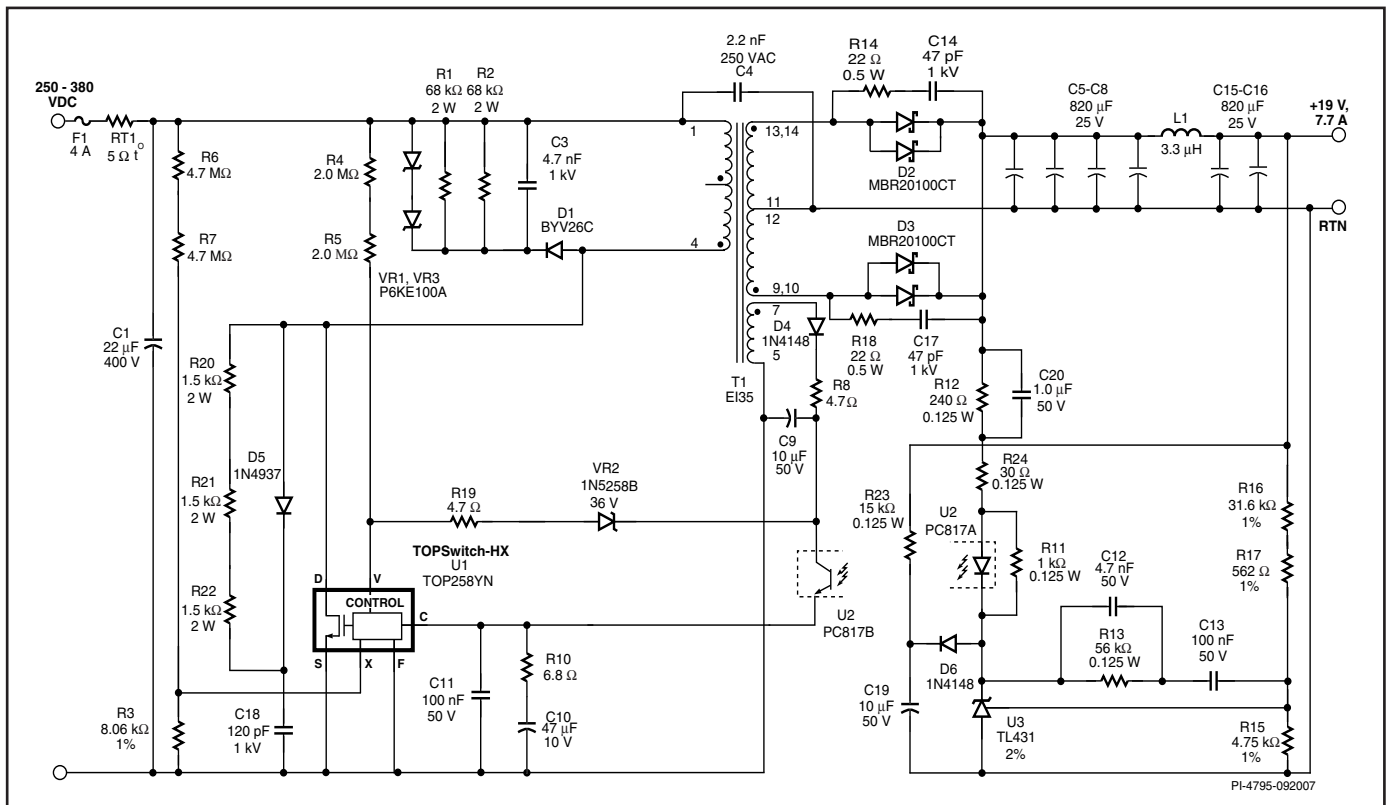 250 - 380
VDC
F1
4 A
RT1
5 Ω
t°
C1
22 µF
400 V
R6
4.7 MΩ
R7
4.7 MΩ
R3
8.06 kΩ
1%
R20
1.5 kΩ
2 W
R21
1.5 kΩ
2 W
R22
1.5 kΩ
2 W
D5
1N4937
C18
120 pF
1 kV
R4
2.0 MΩ
R5
2.0 MΩ
VR1, VR3
P6KE100A
R1
68 kΩ
2 W
R2
68 kΩ
2 W
C3
4.7 nF
1 kV
D1
BYV26C
2.2 nF
250 VAC
C4
1
4
13,14
11
12
9,10
7
5
T1
EI35
R14
22 Ω
0.5 W
C14
47 pF
1 kV
D2
MBR20100CT
D3
MBR20100CT
R18
22 Ω
0.5 W
C17
47 pF
1 kV
C5-C8
820 µF
25 V
L1
3.3 µH
C15-C16
820 µF
25 V
+19 V,
7.7 A
RTN
D4
1N4148
R8
4.7 Ω
C9
10 µF
50 V
R19
4.7 Ω
VR2
1N5258B
36 V
TOPSwitch-HX
U1
TOP258YN
D
V
CONTROL
C
S
X
F
U2
PC817B
C11
100 nF
50 V
R10
6.8 Ω
C10
47 µF
10 V
R12
240 Ω
0.125 W
C20
1.0 µF
50 V
R24
30 Ω
0.125 W
R23
15 kΩ
0.125 W
U2
PC817A
R11
1 kΩ
0.125 W
C12
4.7 nF
50 V
R13
56 kΩ
0.125 W
C13
100 nF
50 V
R16
31.6 kΩ
1%
R17
562 Ω
1%
D6
1N4148
C19
10 µF
50 V
U3
TL431
2%
R15
4.75 kΩ
1%
PI-4795-092007